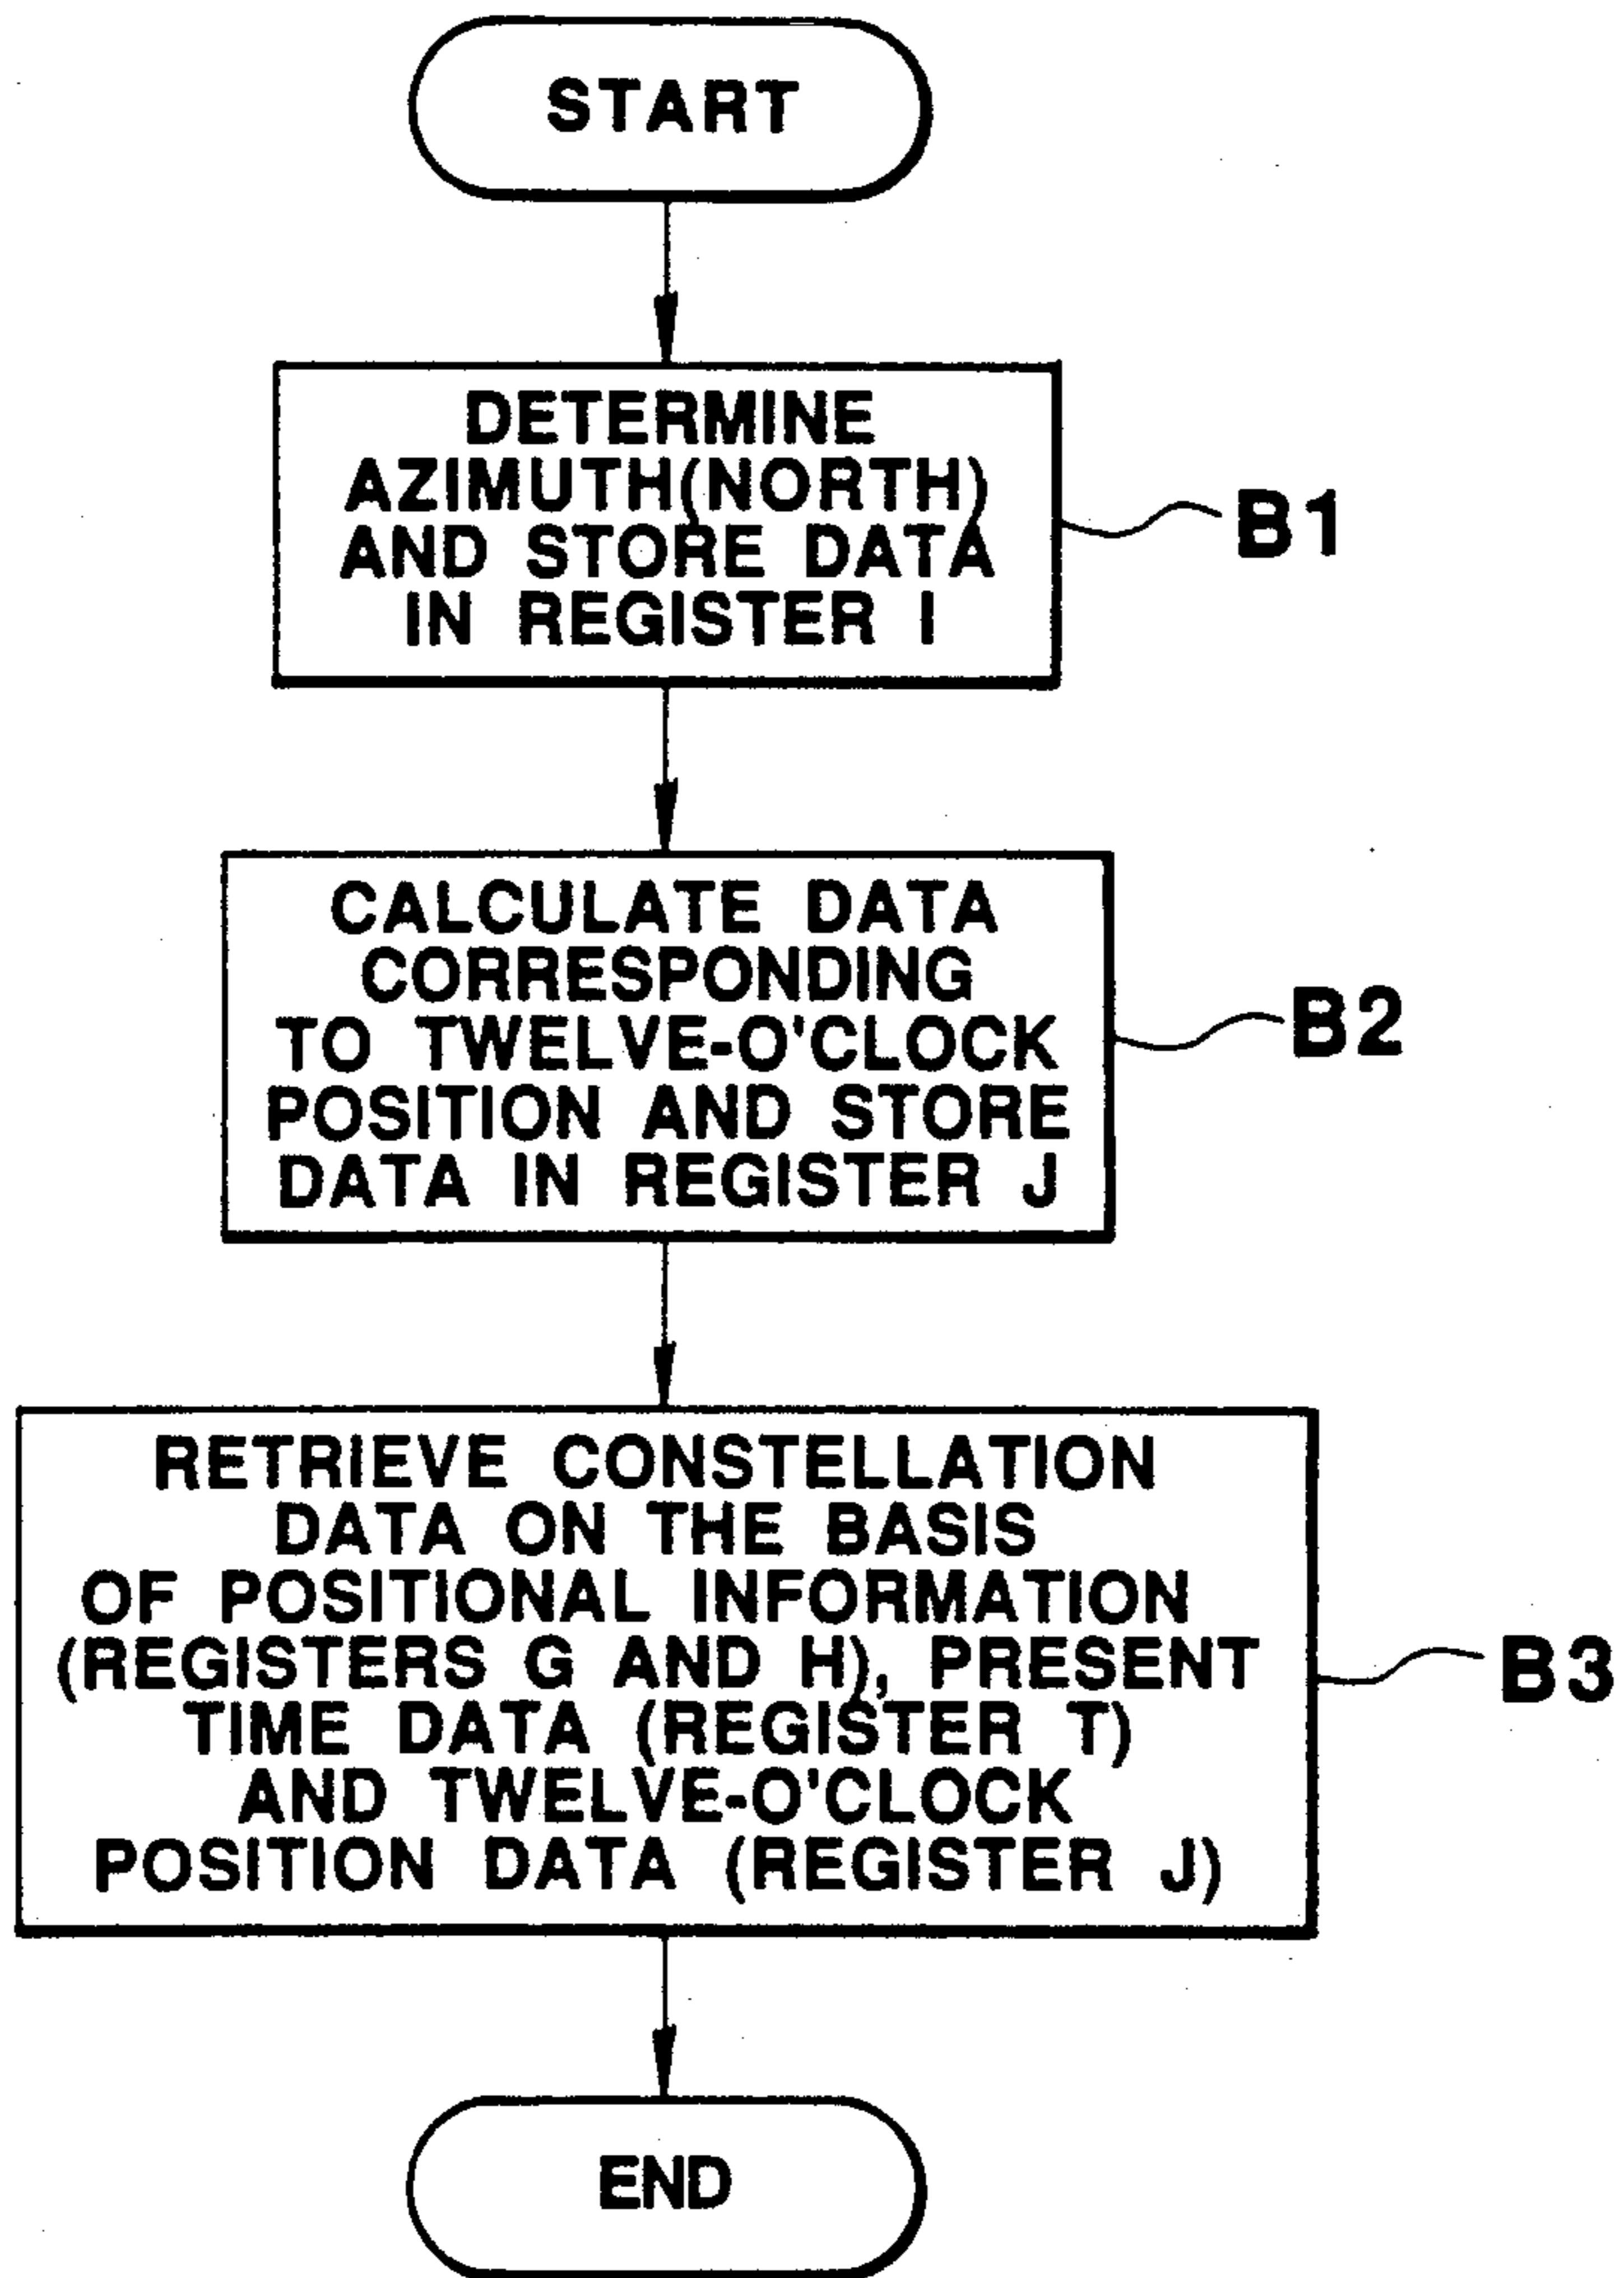 START
DETERMINE
AZIMUTH(NORTH)
AND STORE DATA
IN REGISTER I
B1
CALCULATE DATA
CORRESPONDING
TO TWELVE-O'CLOCK
POSITION AND STORE
DATA IN REGISTER J
B2
RETRIEVE CONSTELLATION
DATA ON THE BASIS
OF POSITIONAL INFORMATION
(REGISTERS G AND H), PRESENT
TIME DATA (REGISTER T)
AND TWELVE-O'CLOCK
POSITION DATA (REGISTER J)
B3
END